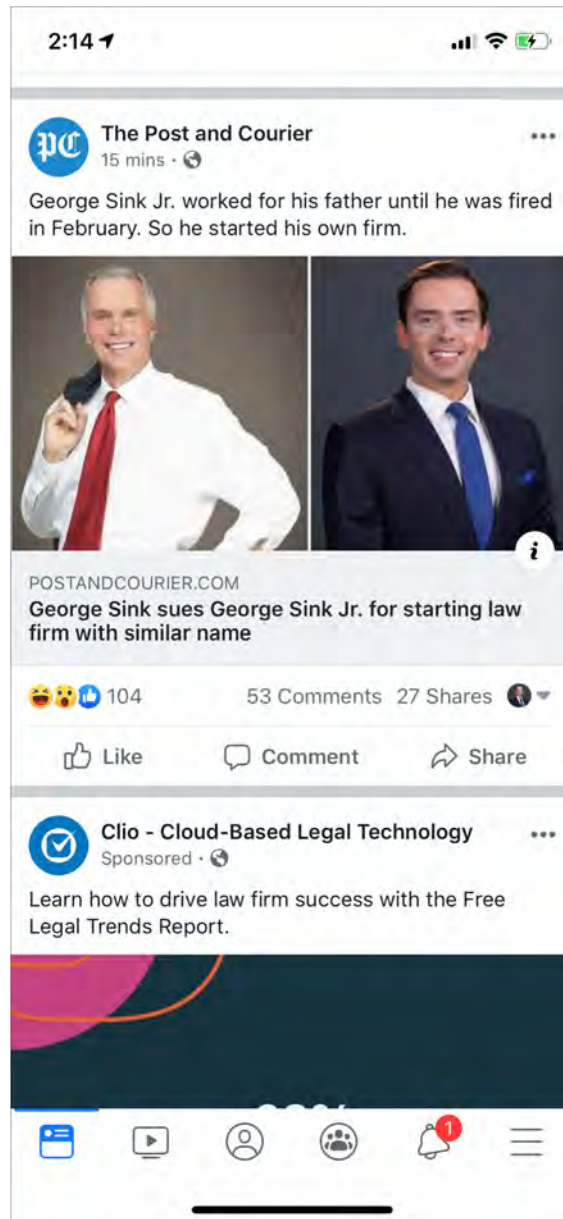 2:14
The Post and Courier
15 mins ·
George Sink Jr. worked for his father until he was fired
in February. So he started his own firm.
POSTANDCOURIER.COM
George Sink sues George Sink Jr. for starting law
firm with similar name
104 53 Comments 27 Shares
Like Comment Share
Clio - Cloud-Based Legal Technology
Sponsored ·
Learn how to drive law firm success with the Free
Legal Trends Report.
1